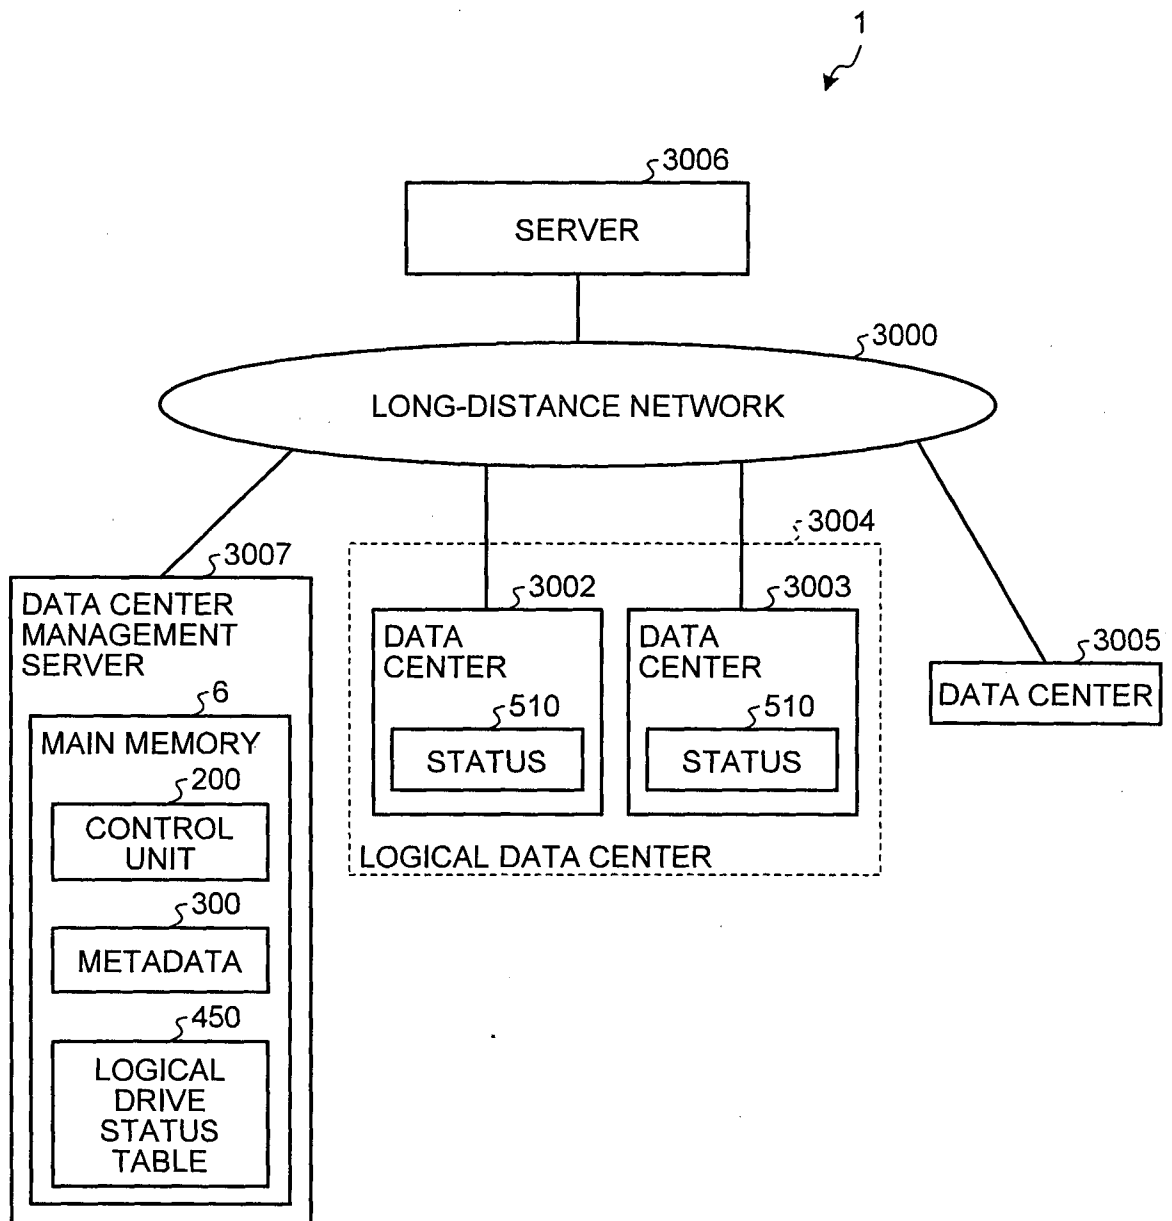 1
3006
SERVER
3000
LONG-DISTANCE NETWORK
3004
3007
DATA CENTER
MANAGEMENT
SERVER
6
MAIN MEMORY
200
CONTROL
UNIT
300
METADATA
450
LOGICAL
DRIVE
STATUS
TABLE
3002
DATA
CENTER
510
STATUS
3003
DATA
CENTER
510
STATUS
LOGICAL DATA CENTER
3005
DATA CENTER